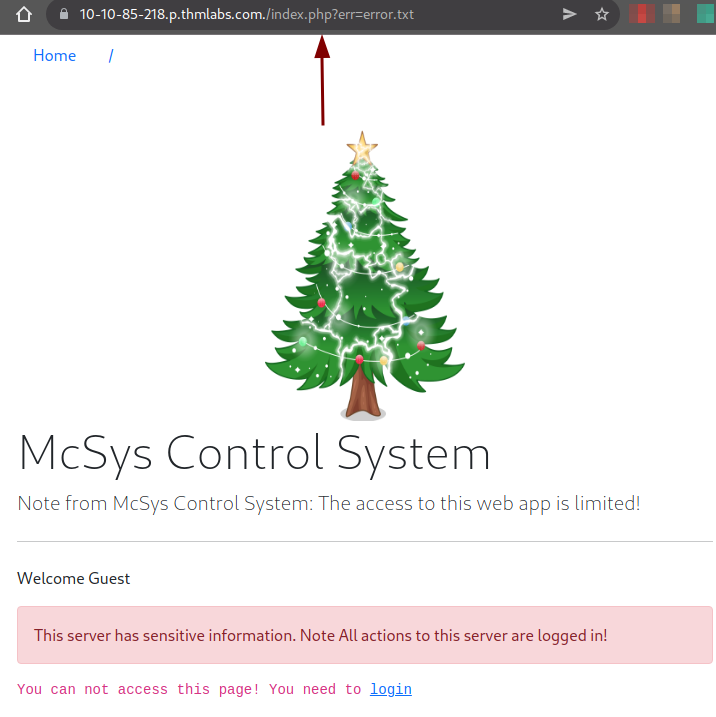 10-10-85-218.p.thmlabs.com./index.php?err=error.txt
Home /
McSys Control System
Note from McSys Control System: The access to this web app is limited!
Welcome Guest
This server has sensitive information. Note All actions to this server are logged in!
You can not access this page! You need to login